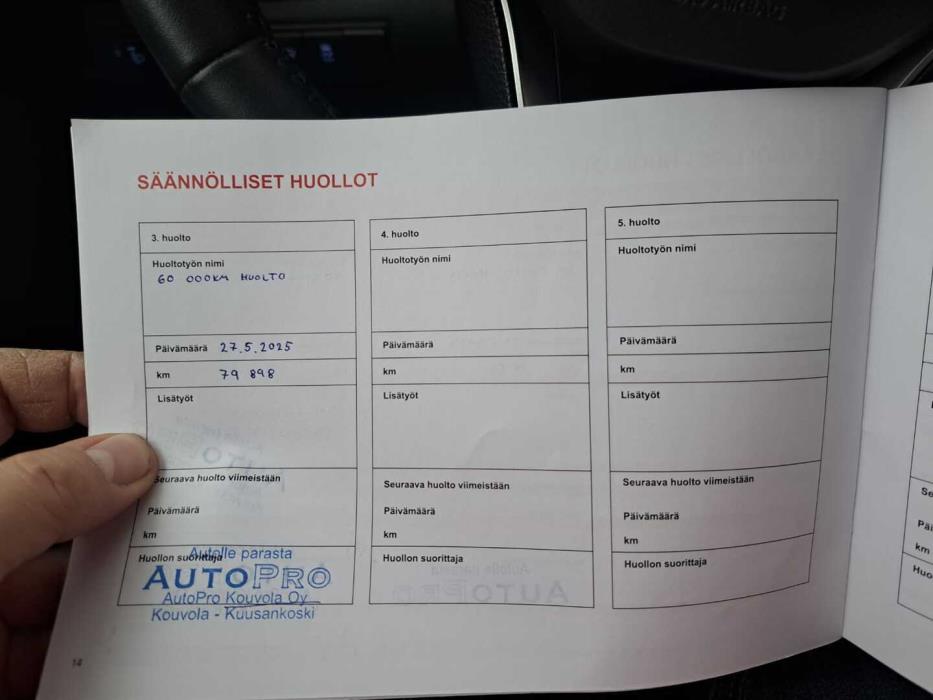 SÄÄNNÖLLISET HUOLLOT
3. huolto
Huoltotyön nimi
60 000KM HUOLTO
Päivämäärä 27.5.2025
km 79 898
Lisätyöt
Seuraava huolto viimeistään
Päivämäärä
km
Huollon suorittaja
Autolle parasta
AUTOPRO
AutoPro Kouvola Oy
Kouvola - Kuusankoski
4. huolto
Huoltotyön nimi
Päivämäärä
km
Lisätyöt
Seuraava huolto viimeistään
Päivämäärä
km
Huollon suorittaja
5. huolto
Huoltotyön nimi
Päivämäärä
km
Lisätyöt
Seuraava huolto viimeistään
Päivämäärä
km
Huollon suorittaja
14
km